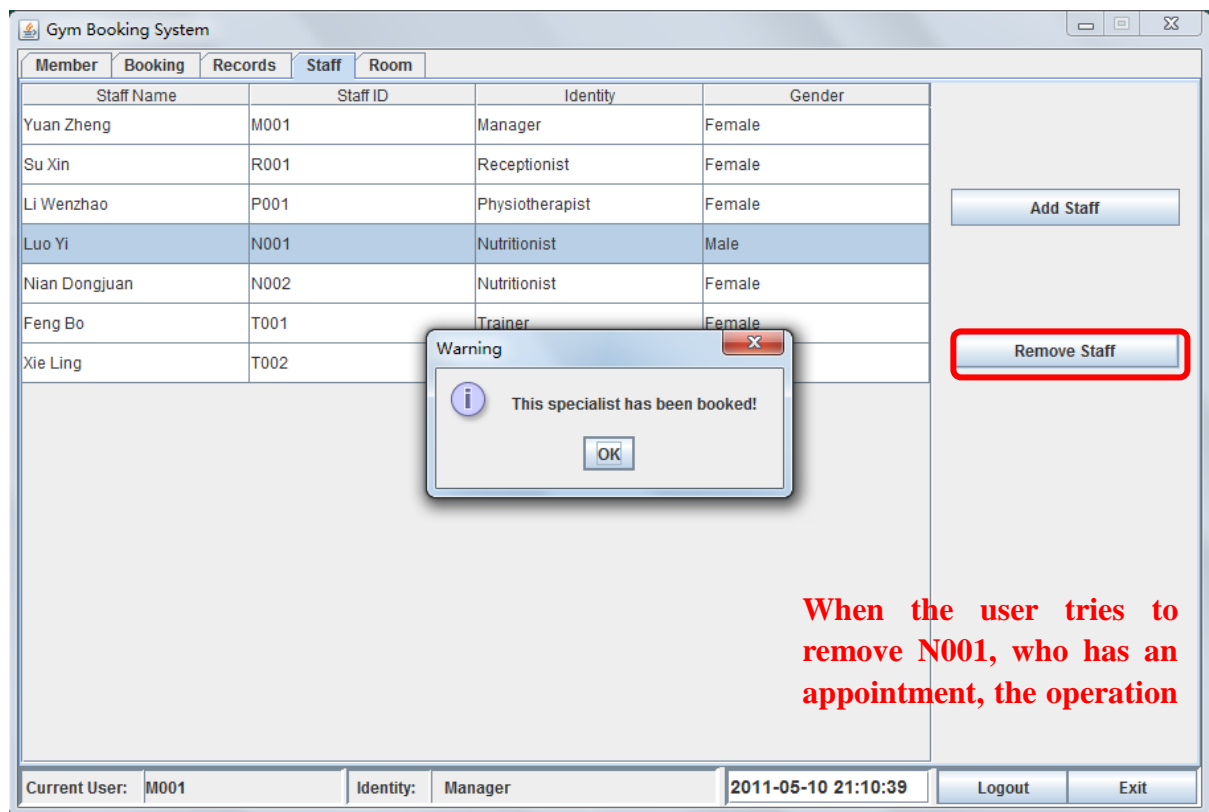 Gym Booking System
Member Booking Records Staff Room
Staff Name Staff ID Identity Gender
Yuan Zheng M001 Manager Female
Su Xin R001 Receptionist Female
Li Wenzhao P001 Physiotherapist Female
Add Staff
Luo Yi N001 Nutritionist Male
Nian Dongjuan N002 Nutritionist Female
Feng Bo T001 Trainer Female
Xie Ling T002
Remove Staff
Warning
This specialist has been booked!
OK
When the user tries to
remove N001, who has an
appointment, the operation
Current User: M001 Identity: Manager 2011-05-10 21:10:39 Logout Exit